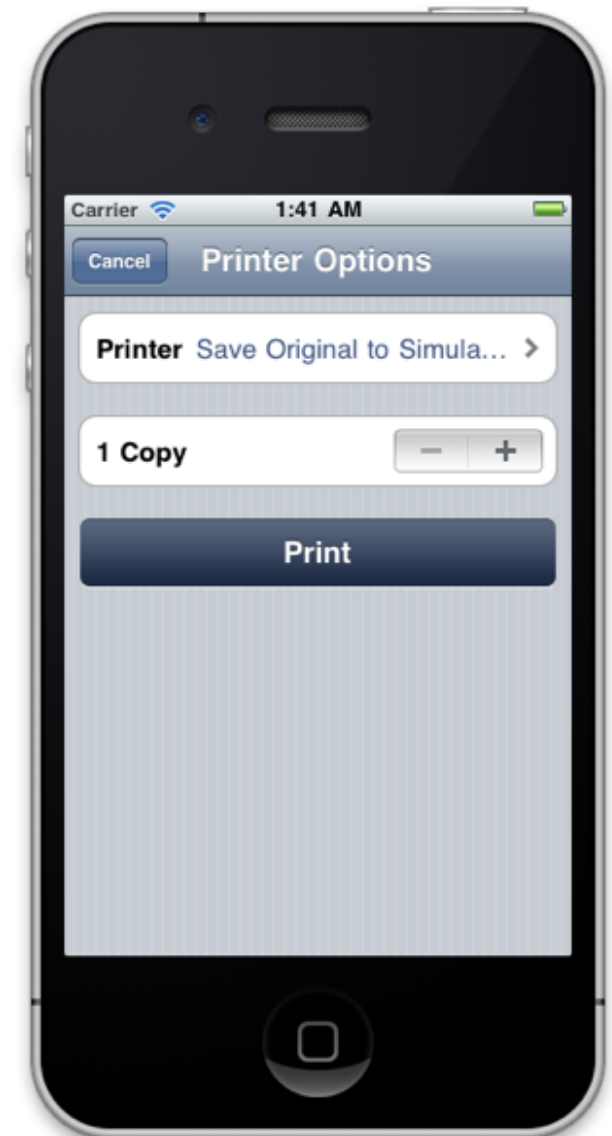 Carrier 1:41 AM
Cancel Printer Options
Printer Save Original to Simula... >
1 Copy − +
Print